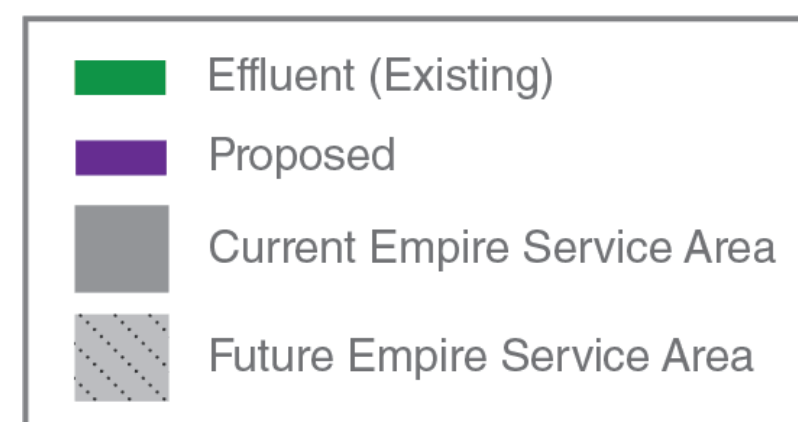 Effluent (Existing)
Proposed
Current Empire Service Area
Future Empire Service Area